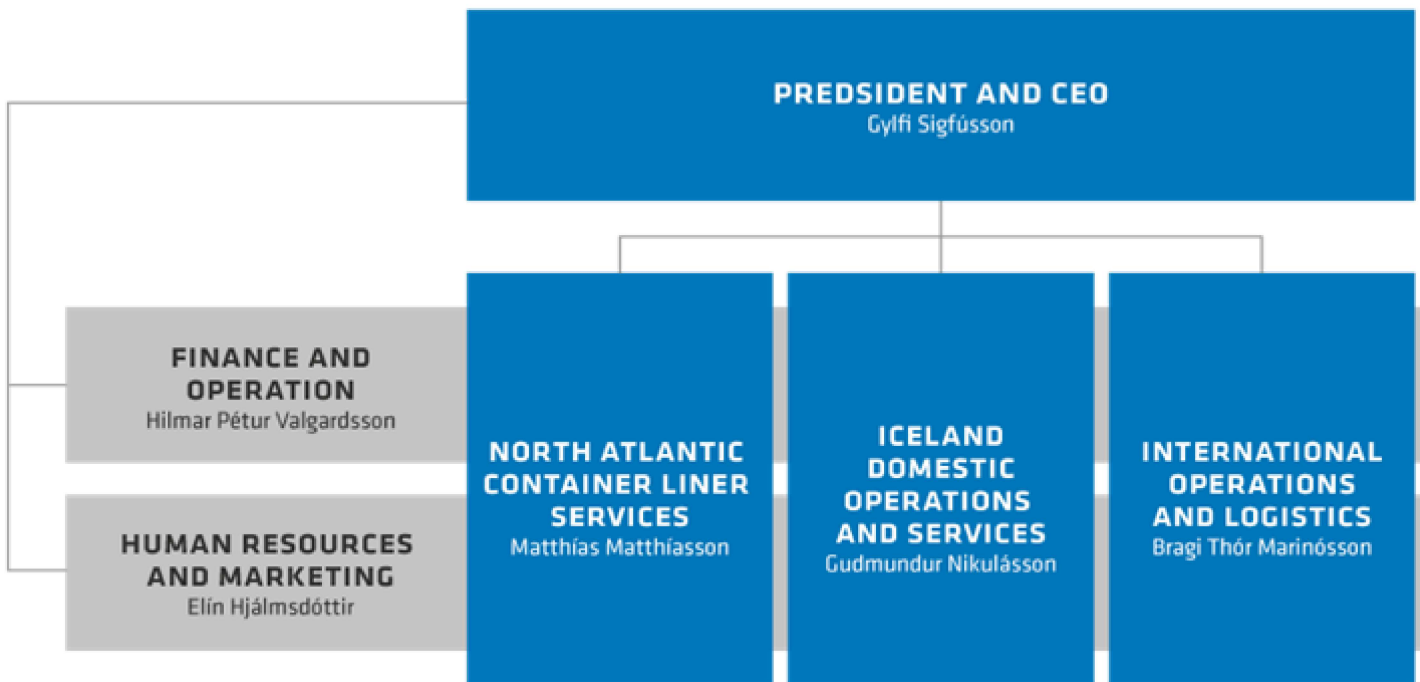 PREDSIDENT AND CEO
Gylfi Sigfússon
FINANCE AND
OPERATION
Hilmar Pétur Valgardsson
HUMAN RESOURCES
AND MARKETING
Elín Hjálmsdóttir
NORTH ATLANTIC
CONTAINER LINER
SERVICES
Matthías Matthíasson
ICELAND
DOMESTIC
OPERATIONS
AND SERVICES
Gudmundur Nikulásson
INTERNATIONAL
OPERATIONS
AND LOGISTICS
Bragi Thór Marinósson